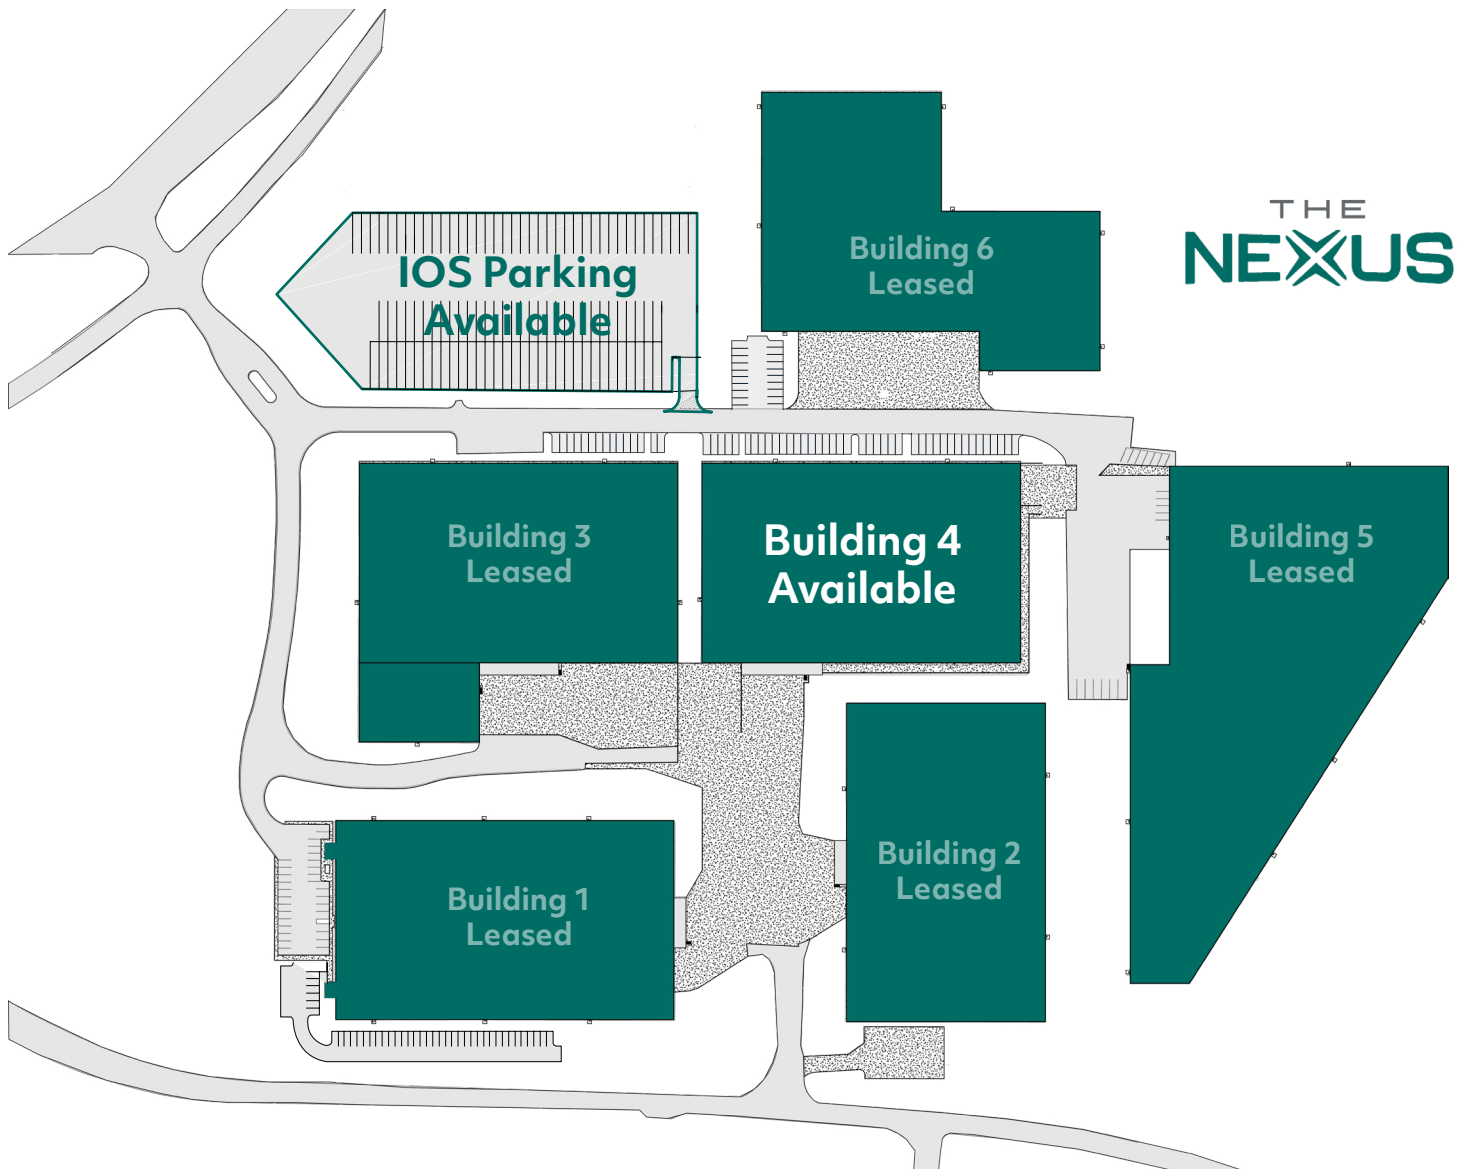 THE
NEXUS
Building 6
Leased
IOS Parking
Available
Building 3
Leased
Building 4
Available
Building 5
Leased
Building 2
Leased
Building 1
Leased